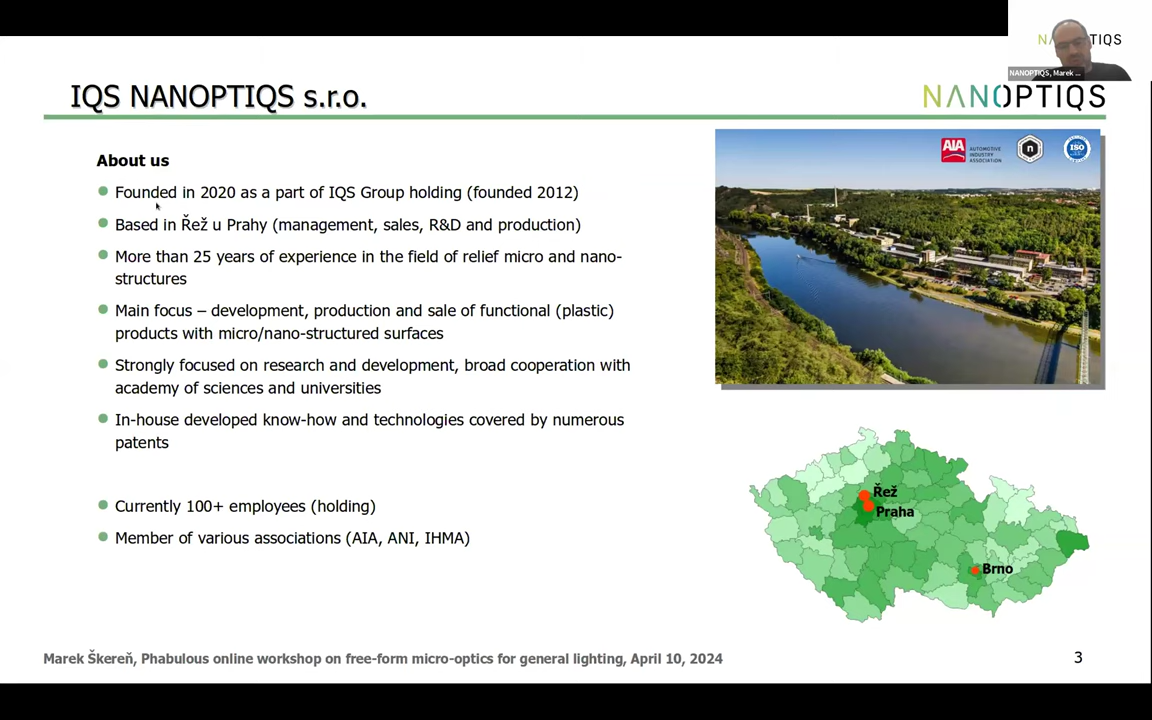 NANOPTIQS, Marek ...
IQS NANOPTIQS s.r.o.
NANOPTIQS
About us
Founded in 2020 as a part of IQS Group holding (founded 2012)
Based in Řež u Prahy (management, sales, R&D and production)
More than 25 years of experience in the field of relief micro and nano-
structures
Main focus – development, production and sale of functional (plastic)
products with micro/nano-structured surfaces
Strongly focused on research and development, broad cooperation with
academy of sciences and universities
In-house developed know-how and technologies covered by numerous
patents
Currently 100+ employees (holding)
Member of various associations (AIA, ANI, IHMA)
AIA
AUTOMOTIVE
INDUSTRY
ASSOCIATION
n
ISO
Řež
Praha
Brno
Marek Škereň, Phabulous online workshop on free-form micro-optics for general lighting, April 10, 2024
3